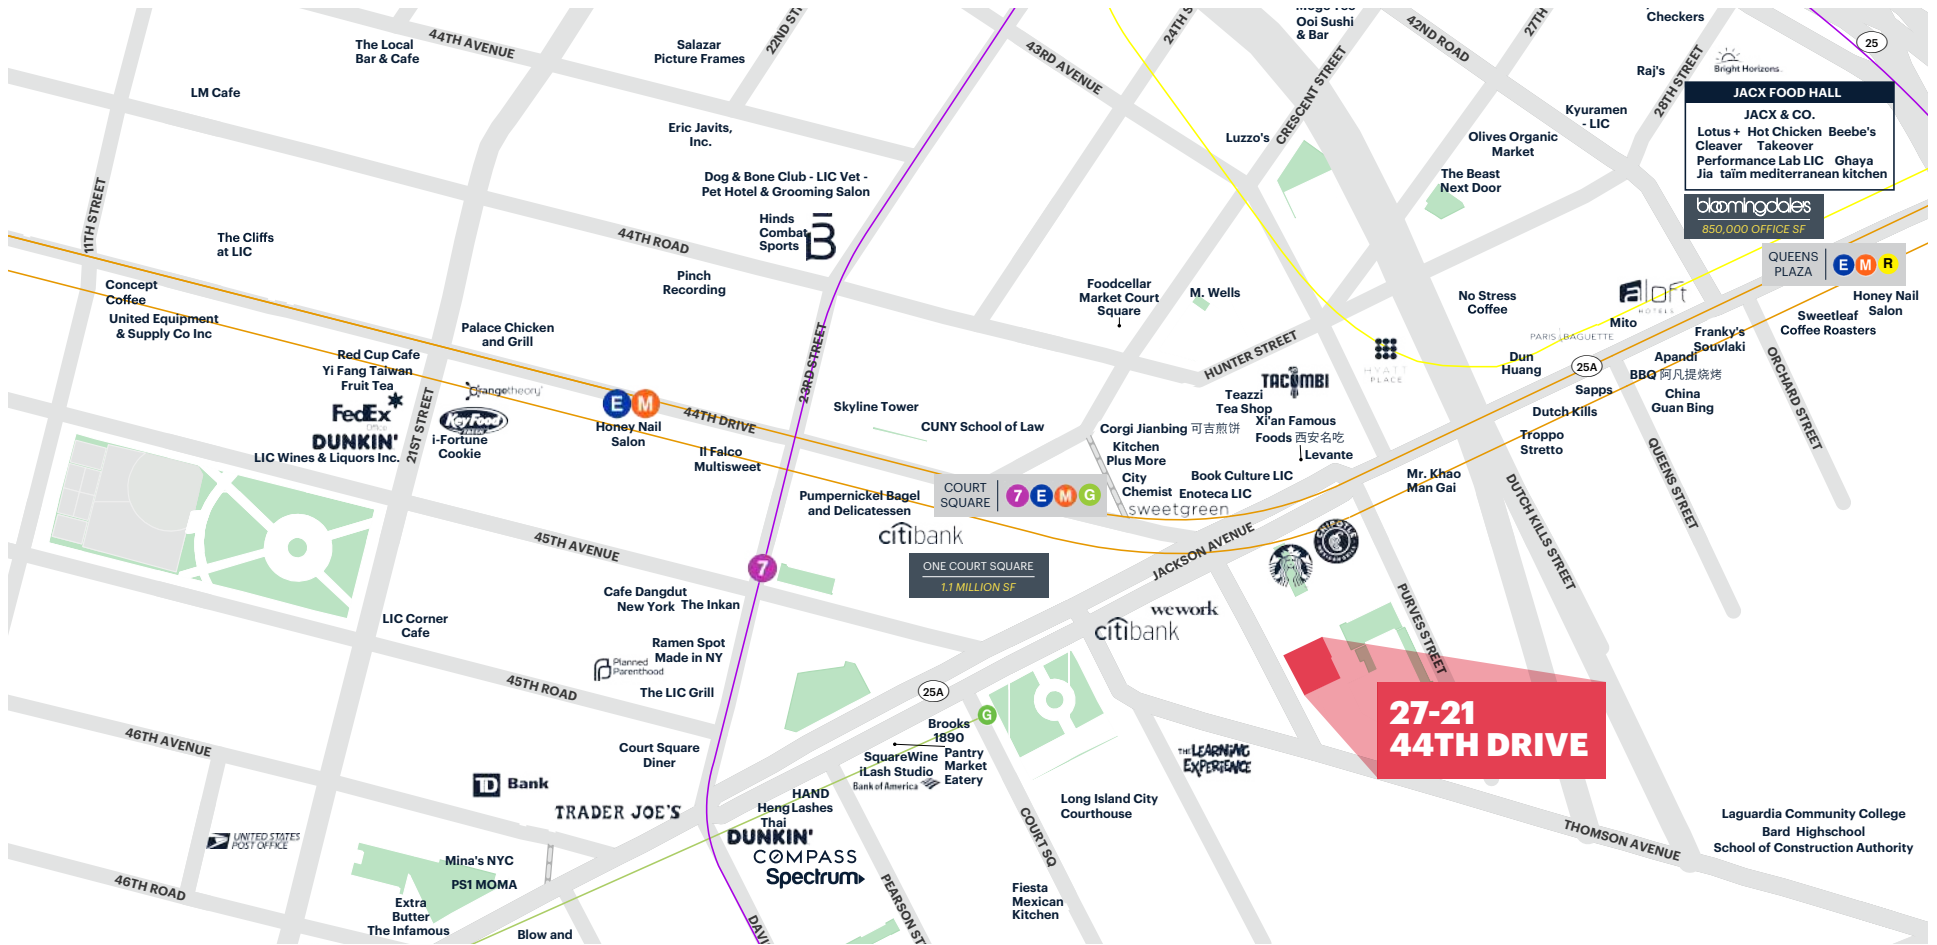 44TH AVENUE
The Local
Bar & Cafe
Salazar
Picture Frames
22ND ST
43RD AVENUE
24TH S
Ooi Sushi
& Bar
42ND ROAD
27TH
Checkers
25
Raj's
28TH STREET
Bright Horizons
LM Cafe
Eric Javits,
Inc.
Luzzo's
CRESCENT STREET
Kyuramen
- LIC
Olives Organic
Market
JACX FOOD HALL
JACX & CO.
Lotus + Hot Chicken Beebe's
Cleaver Takeover
Performance Lab LIC Ghaya
Jia taïm mediterranean kitchen
bloomingdale's
850,000 OFFICE SF
Dog & Bone Club - LIC Vet -
Pet Hotel & Grooming Salon
The Beast
Next Door
11TH STREET
The Cliffs
at LIC
44TH ROAD
Hinds
Combat
Sports
B
QUEENS
PLAZA
E M R
Concept
Coffee
Pinch
Recording
Foodcellar
Market Court
Square
M. Wells
No Stress
Coffee
aloft
HOTELS
Honey Nail
Salon
United Equipment
& Supply Co Inc
Palace Chicken
and Grill
Mito
Sweetleaf
Coffee Roasters
PARIS BAGUETTE
Franky's
Souvlaki
Red Cup Cafe
Yi Fang Taiwan
Fruit Tea
23RD STREET
HUNTER STREET
HYATT
PLACE
Dun
Huang
25A
Apandi
BBQ 阿凡提烧烤
ORCHARD STREET
FedEx
Office
DUNKIN'
LIC Wines & Liquors Inc.
21ST STREET
orangetheory
Key Food
i-Fortune
Cookie
E M
Honey Nail
Salon
44TH DRIVE
Skyline Tower
CUNY School of Law
TACOMBI
Teazzi
Tea Shop
Xi'an Famous
Foods 西安名吃
Levante
Sapps
Dutch Kills
China
Guan Bing
Corgi Jianbing 可吉煎饼
Kitchen
Plus More
City
Chemist
Book Culture LIC
Enoteca LIC
sweetgreen
Troppo
Stretto
Mr. Khao
Man Gai
QUEENS STREET
DUTCH KILLS STREET
Il Falco
Multisweet
Pumpernickel Bagel
and Delicatessen
COURT
SQUARE
7 E M G
citibank
ONE COURT SQUARE
1.1 MILLION SF
JACKSON AVENUE
CHIPOTLE
MEXICAN GRILL
45TH AVENUE
7
Cafe Dangdut
New York
The Inkan
PURVES STREET
wework
citibank
LIC Corner
Cafe
Ramen Spot
Made in NY
Planned
Parenthood
The LIC Grill
45TH ROAD
25A
27-21
44TH DRIVE
G
Brooks
1890
46TH AVENUE
Court Square
Diner
SquareWine
iLash Studio
Bank of America
Pantry
Market
Eatery
THE LEARNING
EXPERIENCE
TD Bank
TRADER JOE'S
HAND
Heng Lashes
Thai
DUNKIN'
COMPASS
Spectrum
COURT SQ
Long Island City
Courthouse
THOMSON AVENUE
Laguardia Community College
Bard Highschool
School of Construction Authority
UNITED STATES
POST OFFICE
Mina's NYC
PS1 MOMA
46TH ROAD
Extra
Butter
The Infamous
Blow and
DAVI
PEARSON ST
Fiesta
Mexican
Kitchen